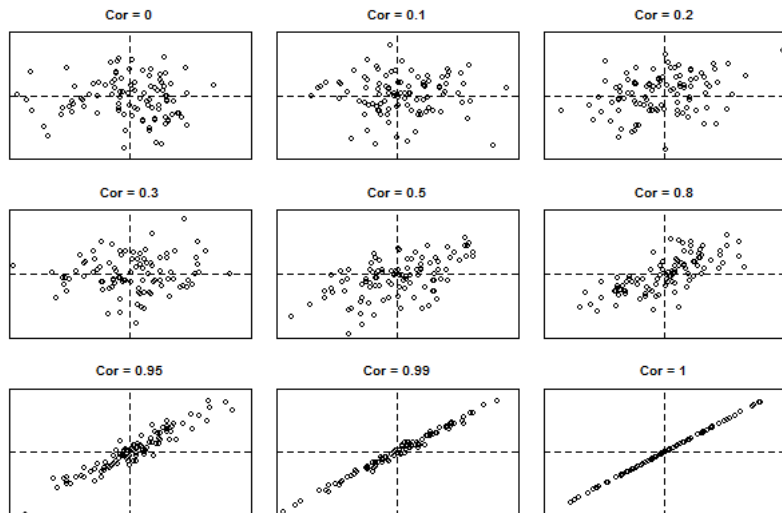 Cor = 0
Cor = 0.1
Cor = 0.2
Cor = 0.3
Cor = 0.5
Cor = 0.8
Cor = 0.95
Cor = 0.99
Cor = 1